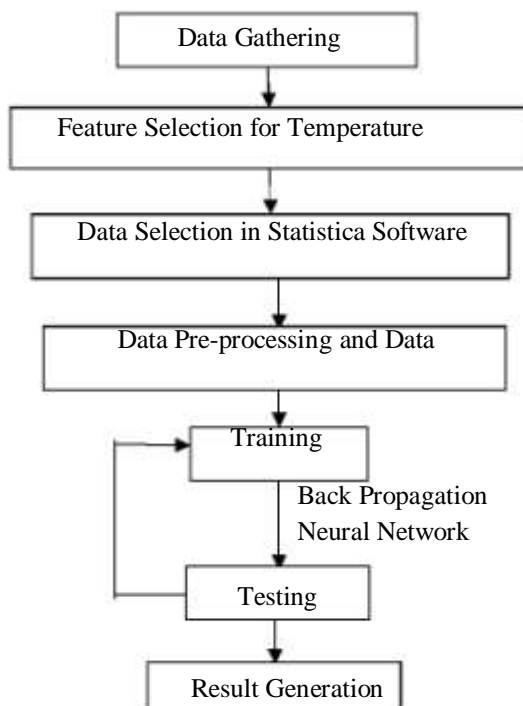 Data Gathering
Feature Selection for Temperature
Data Selection in Statistica Software
Data Pre-processing and Data
Training
Back Propagation
Neural Network
Testing
Result Generation